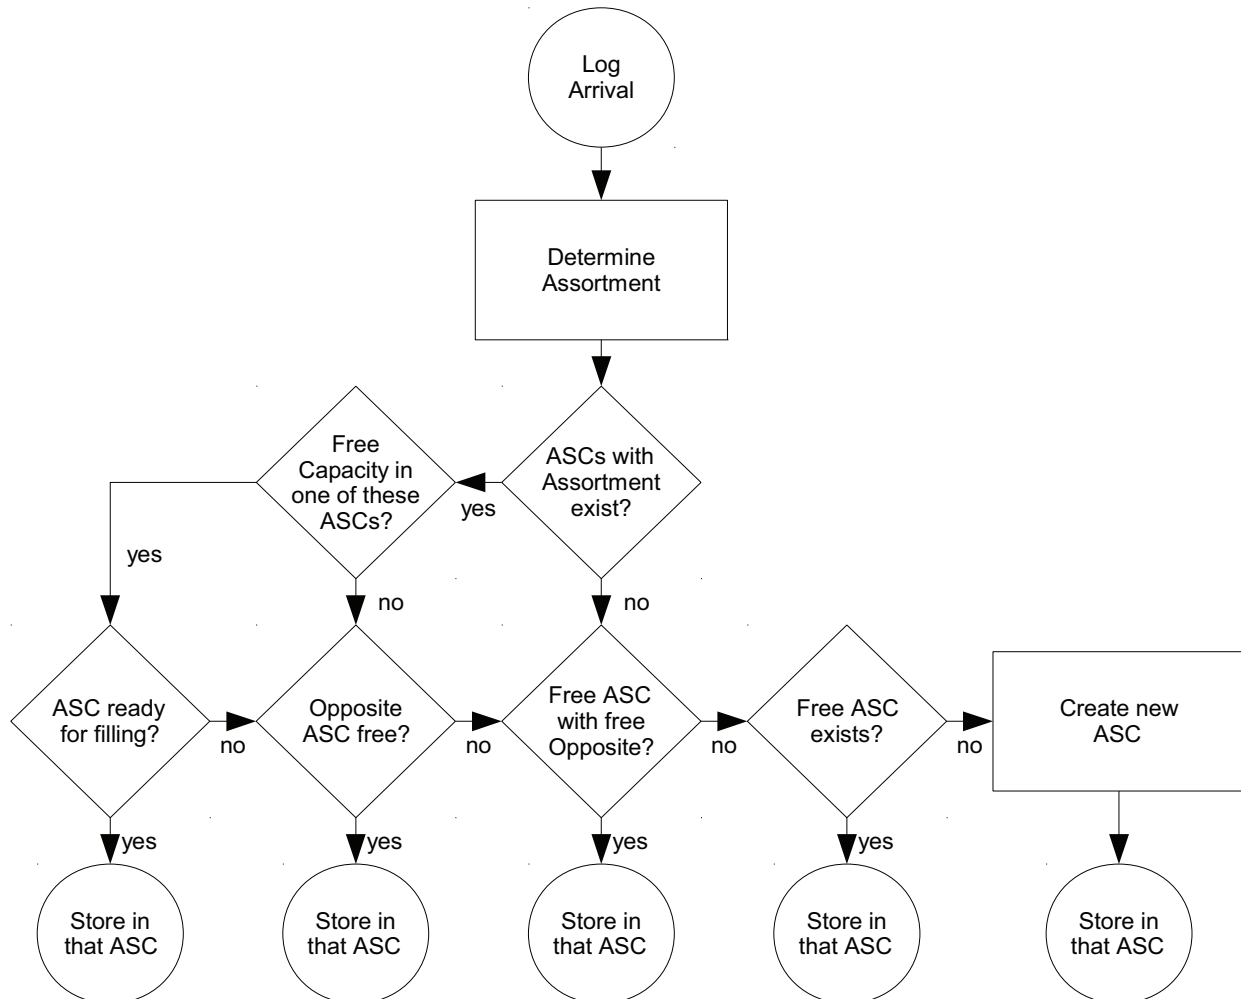 Log
Arrival
Determine
Assortment
Free
Capacity in
one of these
ASCs?
ASCs with
Assortment
exist?
yes
yes
no
no
ASC ready
for filling?
no
Opposite
ASC free?
no
Free ASC
with free
Opposite?
no
Free ASC
exists?
no
Create new
ASC
yes
yes
yes
yes
Store in
that ASC
Store in
that ASC
Store in
that ASC
Store in
that ASC
Store in
that ASC